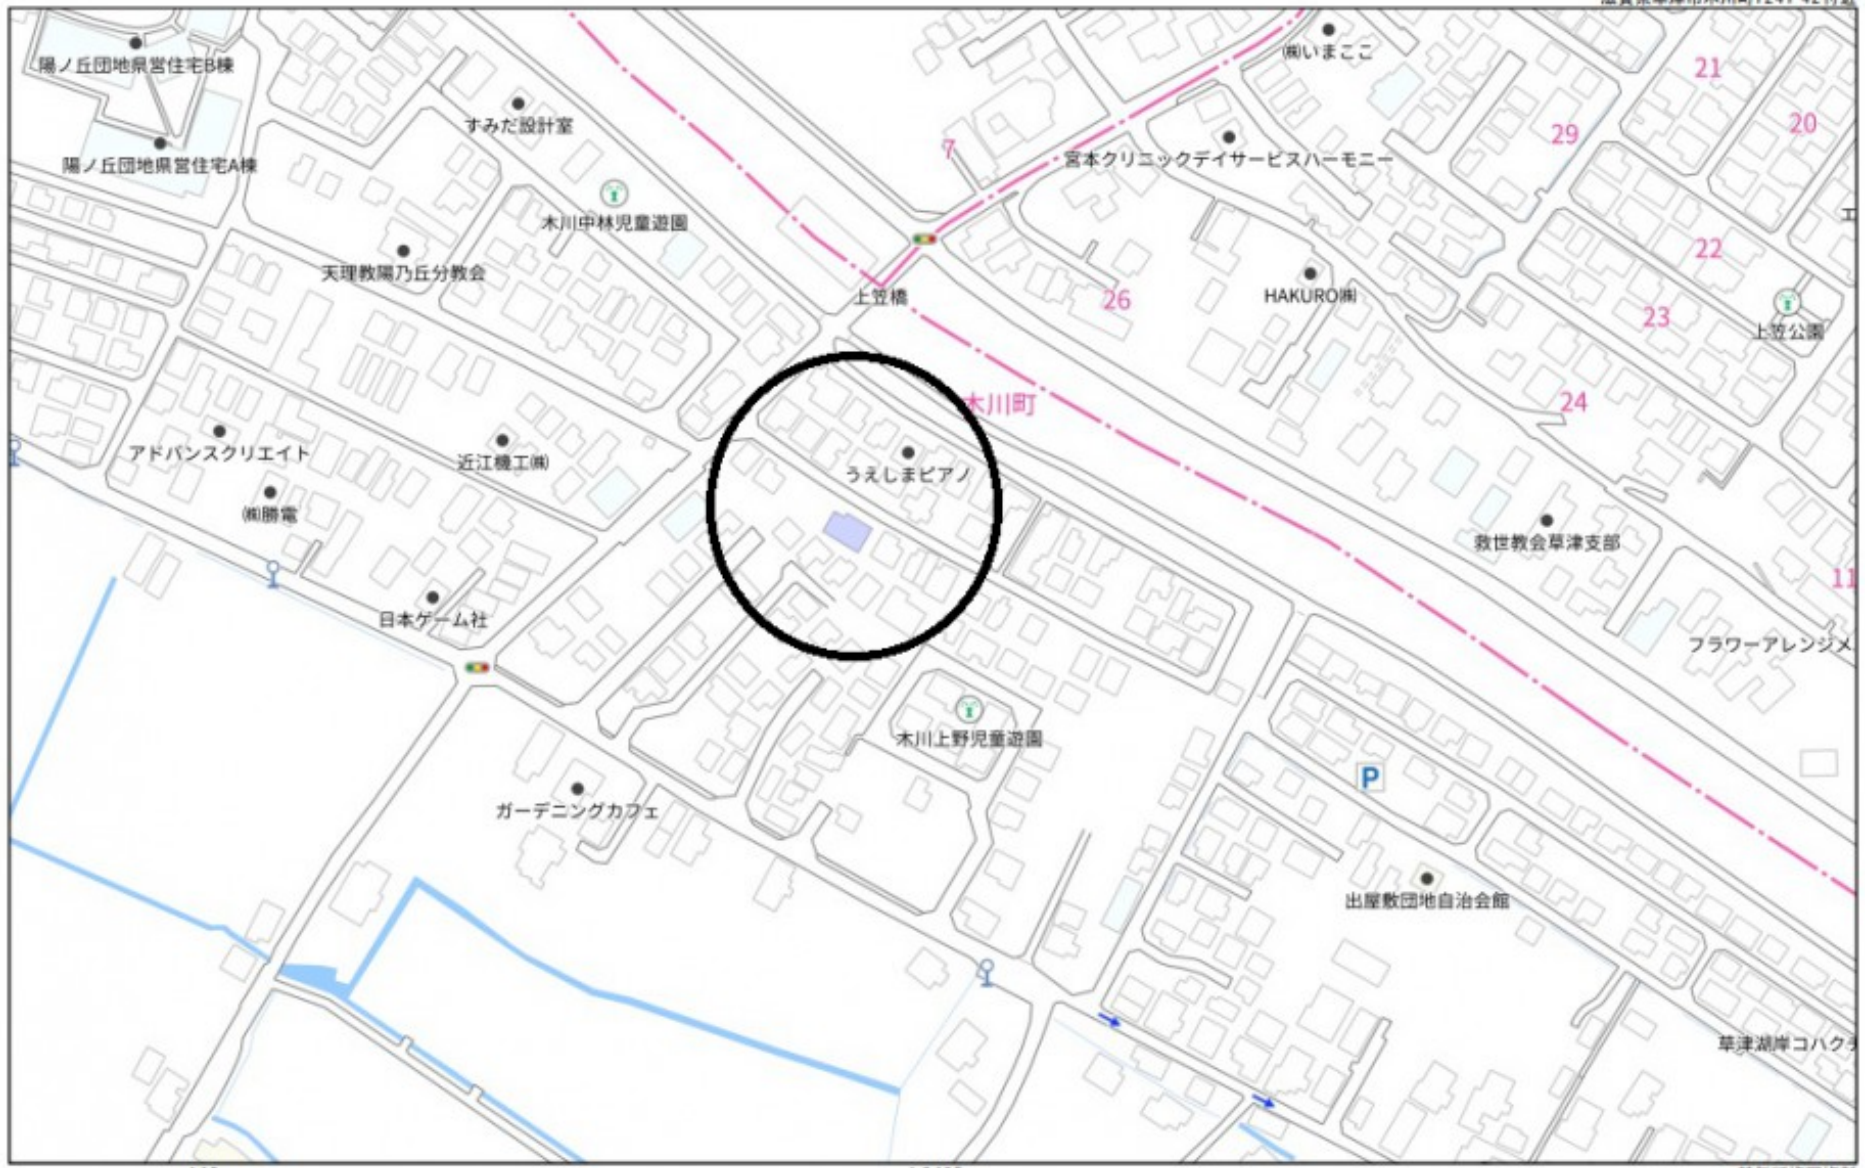 陽ノ丘団地県営住宅B棟
㈱いまここ
21
すみだ設計室
29
20
7
宮本クリニックデイサービスハーモニー
陽ノ丘団地県営住宅A棟
木川中林児童遊園
エ
22
天理教陽乃丘分教会
上笠橋
26
HAKURO㈱
23
上笠公園
木川町
24
アドバンスクリエイト
近江機工㈱
うえしまピアノ
㈱勝電
救世教会草津支部
11
日本ゲーム社
フラワーアレンジメ
木川上野児童遊園
P
ガーデニングカフェ
出屋敷団地自治会館
草津湖岸コハクチ